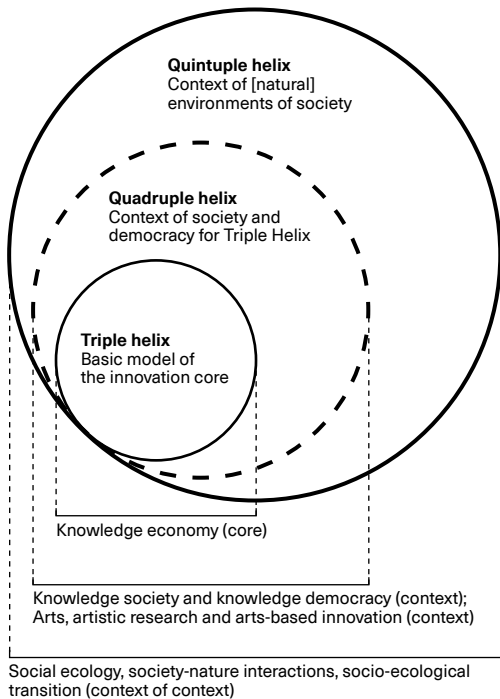 Quintuple helix
Context of [natural]
environments of society
Quadruple helix
Context of society and
democracy for Triple Helix
Triple helix
Basic model of
the innovation core
Knowledge economy (core)
Knowledge society and knowledge democracy (context);
Arts, artistic research and arts-based innovation (context)
Social ecology, society-nature interactions, socio-ecological
transition (context of context)